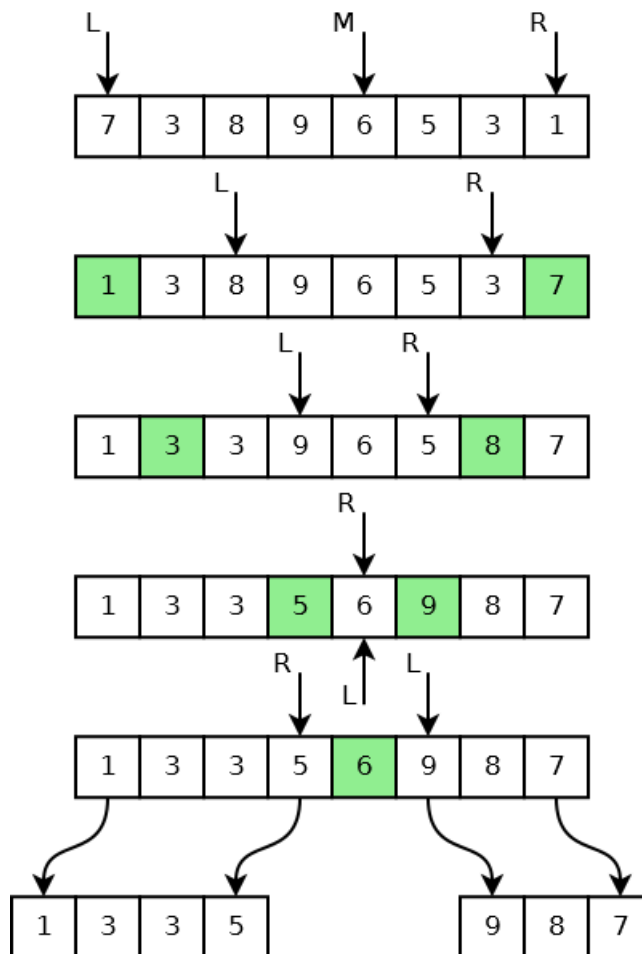 L M R
7 3 8 9 6 5 3 1
L R
1 3 8 9 6 5 3 7
L R
1 3 3 9 6 5 8 7
R
1 3 3 5 6 9 8 7
R L L
1 3 3 5 6 9 8 7
1 3 3 5 9 8 7